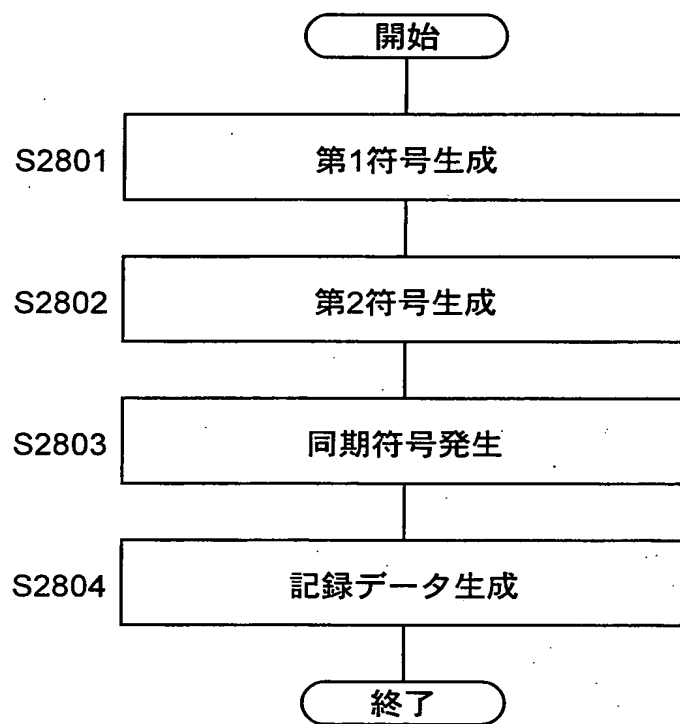 開始
S2801 第1符号生成
S2802 第2符号生成
S2803 同期符号発生
S2804 記録データ生成
終了